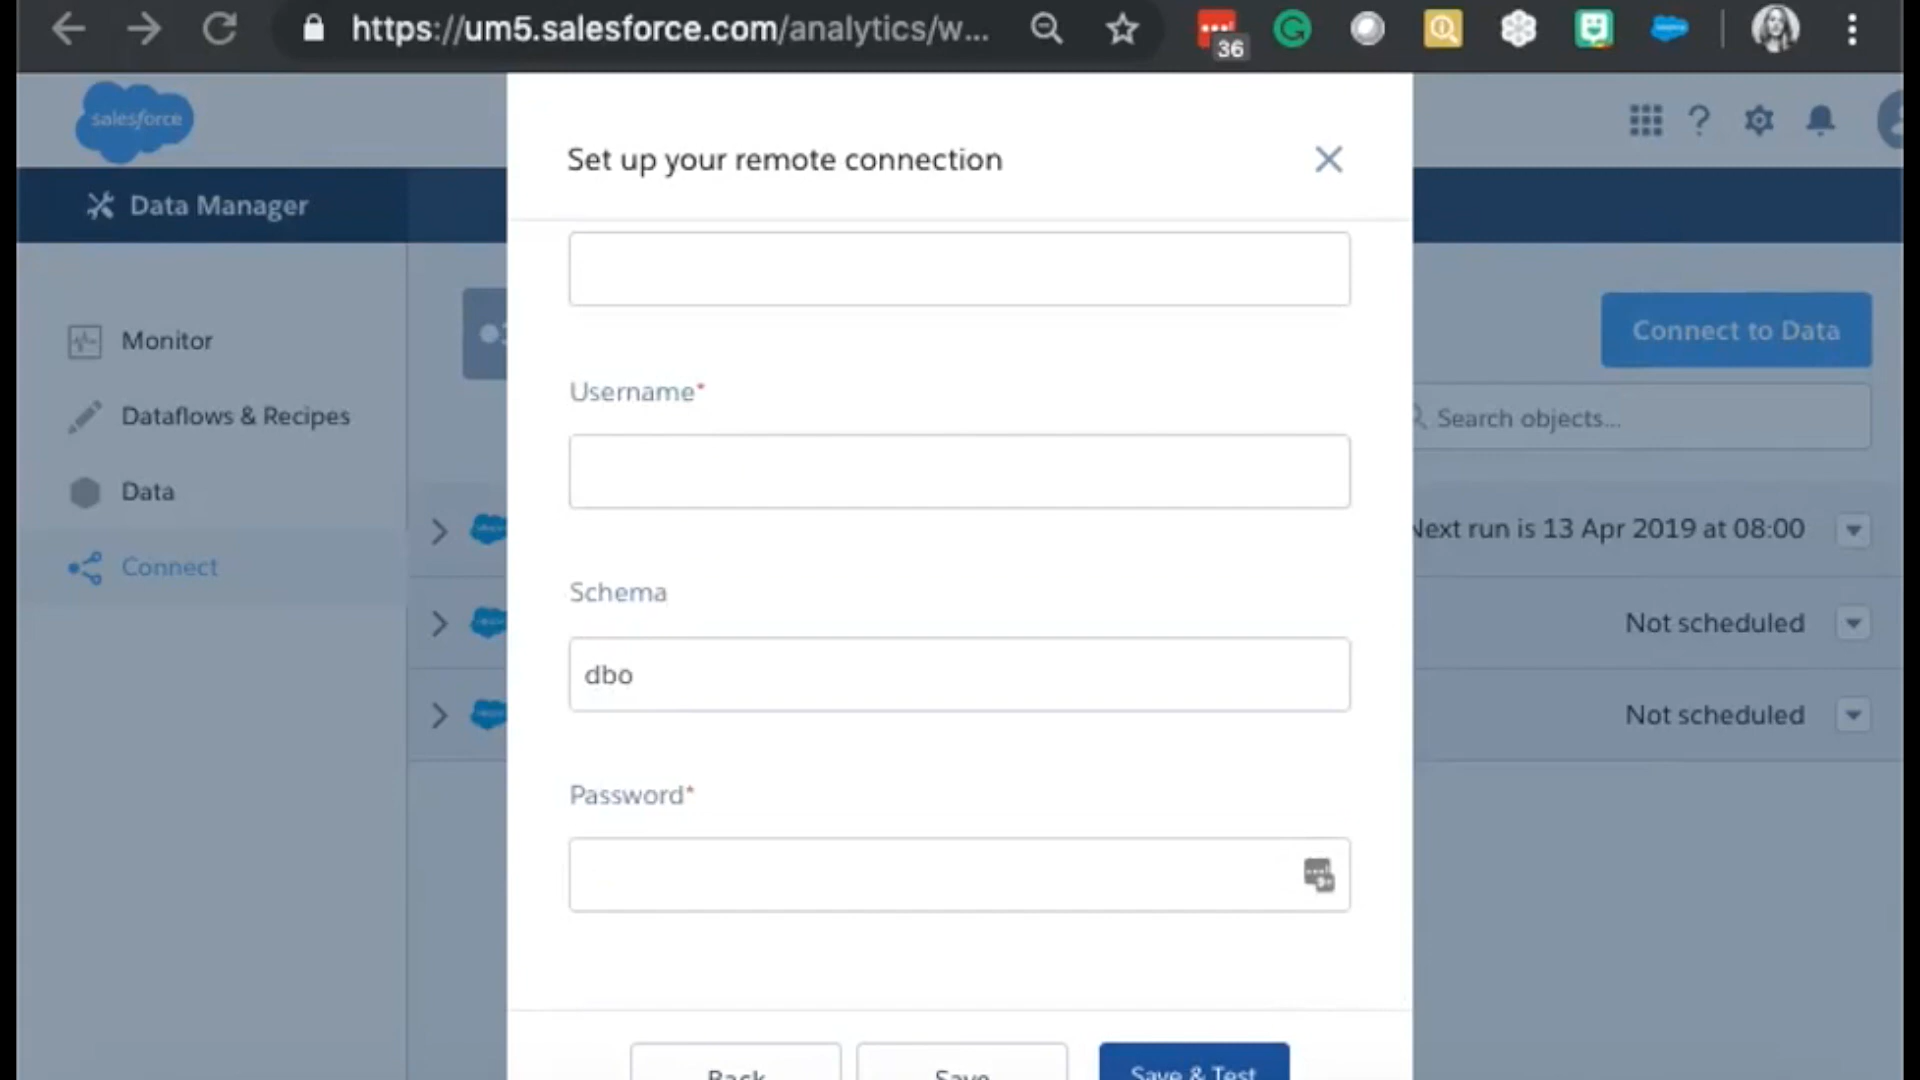 https://um5.salesforce.com/analytics/w...
36
salesforce
Set up your remote connection
Data Manager
Monitor
Connect to Data
Username*
Dataflows & Recipes
Search objects...
Data
Next run is 13 Apr 2019 at 08:00
Connect
Schema
Not scheduled
dbo
Not scheduled
Password*
Back
Save
Save & Test